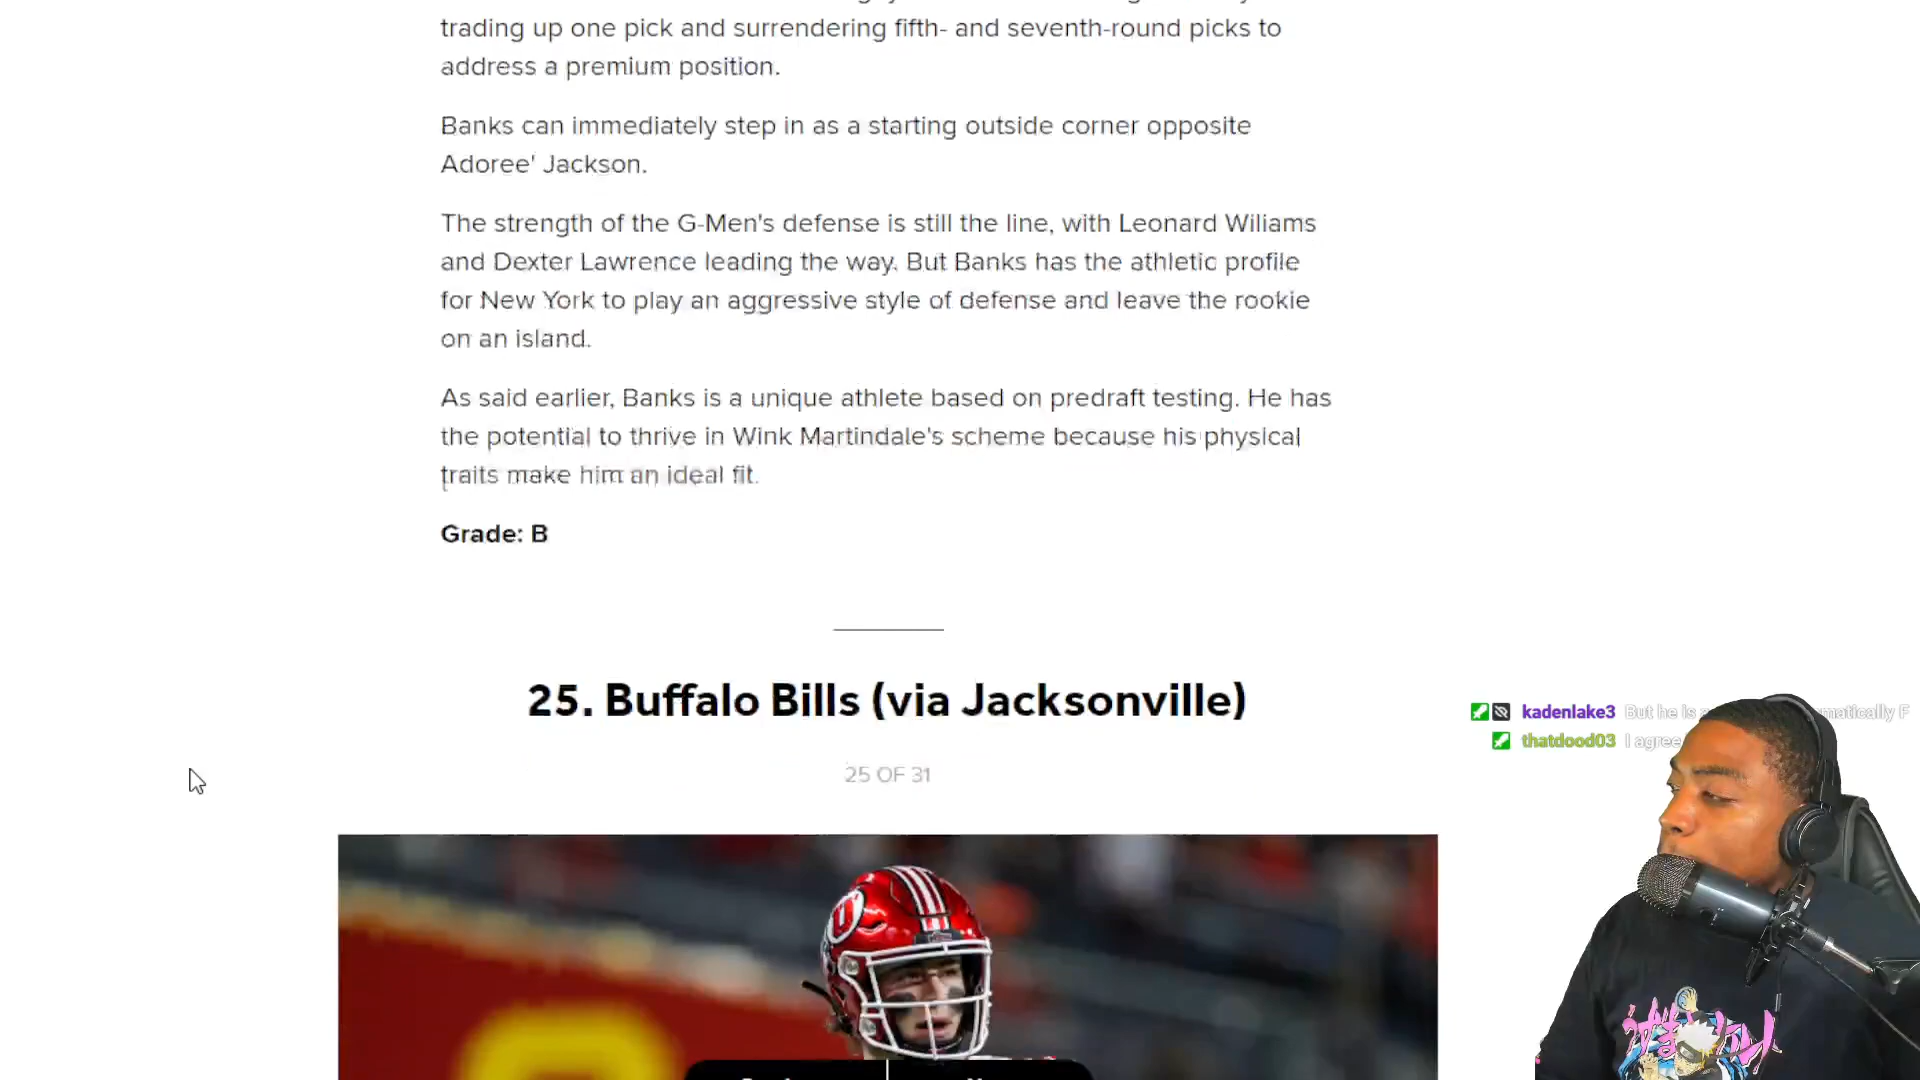 trading up one pick and surrendering fifth- and seventh-round picks to
address a premium position.
Banks can immediately step in as a starting outside corner opposite
Adoree' Jackson.
The strength of the G-Men's defense is still the line, with Leonard Wiliams
and Dexter Lawrence leading the way. But Banks has the athletic profile
for New York to play an aggressive style of defense and leave the rookie
on an island.
As said earlier, Banks is a unique athlete based on predraft testing. He has
the potential to thrive in Wink Martindale's scheme because his physical
traits make him an ideal fit.
Grade: B
25. Buffalo Bills (via Jacksonville)
25 OF 31
kadenlake3 But he is F
thatdood03 I agree